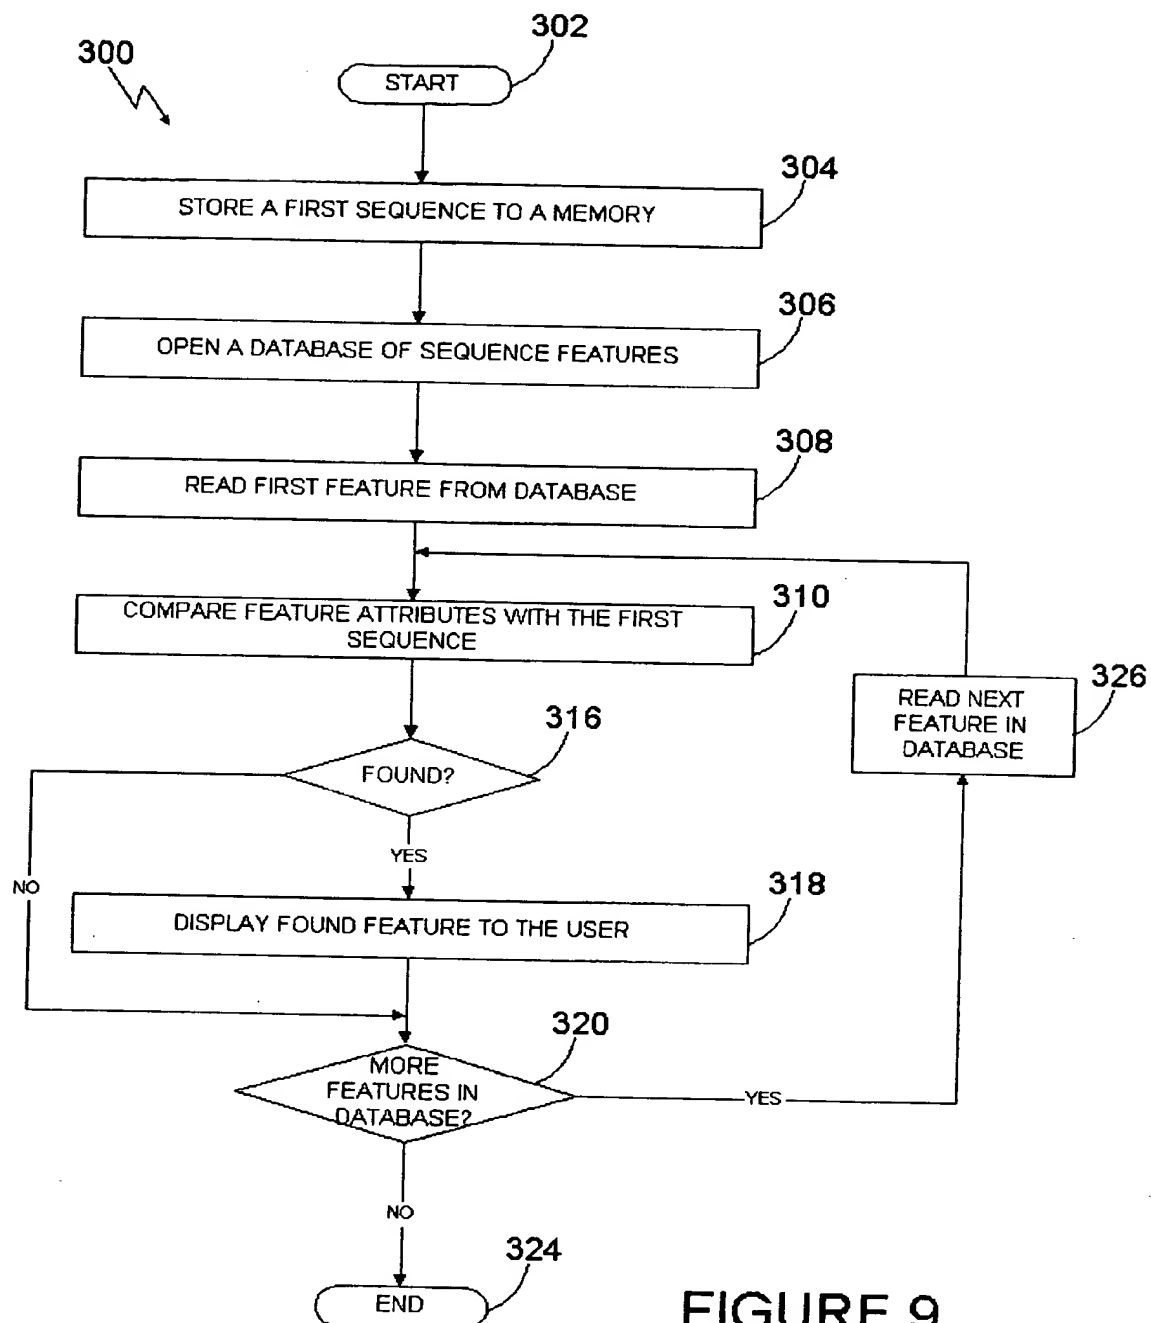 302
300
START
304
STORE A FIRST SEQUENCE TO A MEMORY
306
OPEN A DATABASE OF SEQUENCE FEATURES
308
READ FIRST FEATURE FROM DATABASE
310
COMPARE FEATURE ATTRIBUTES WITH THE FIRST
SEQUENCE
326
READ NEXT
FEATURE IN
DATABASE
316
FOUND?
YES
NO
318
DISPLAY FOUND FEATURE TO THE USER
320
MORE
FEATURES IN
DATABASE?
YES
NO
324
END
FIGURE 9